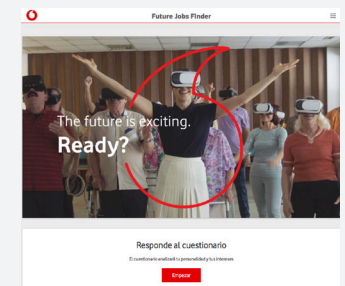 Future Jobs Finder
The future is exciting.
Ready?
Responde al cuestionario
El cuestionario analizará tu personalidad y tus intereses
Empezar